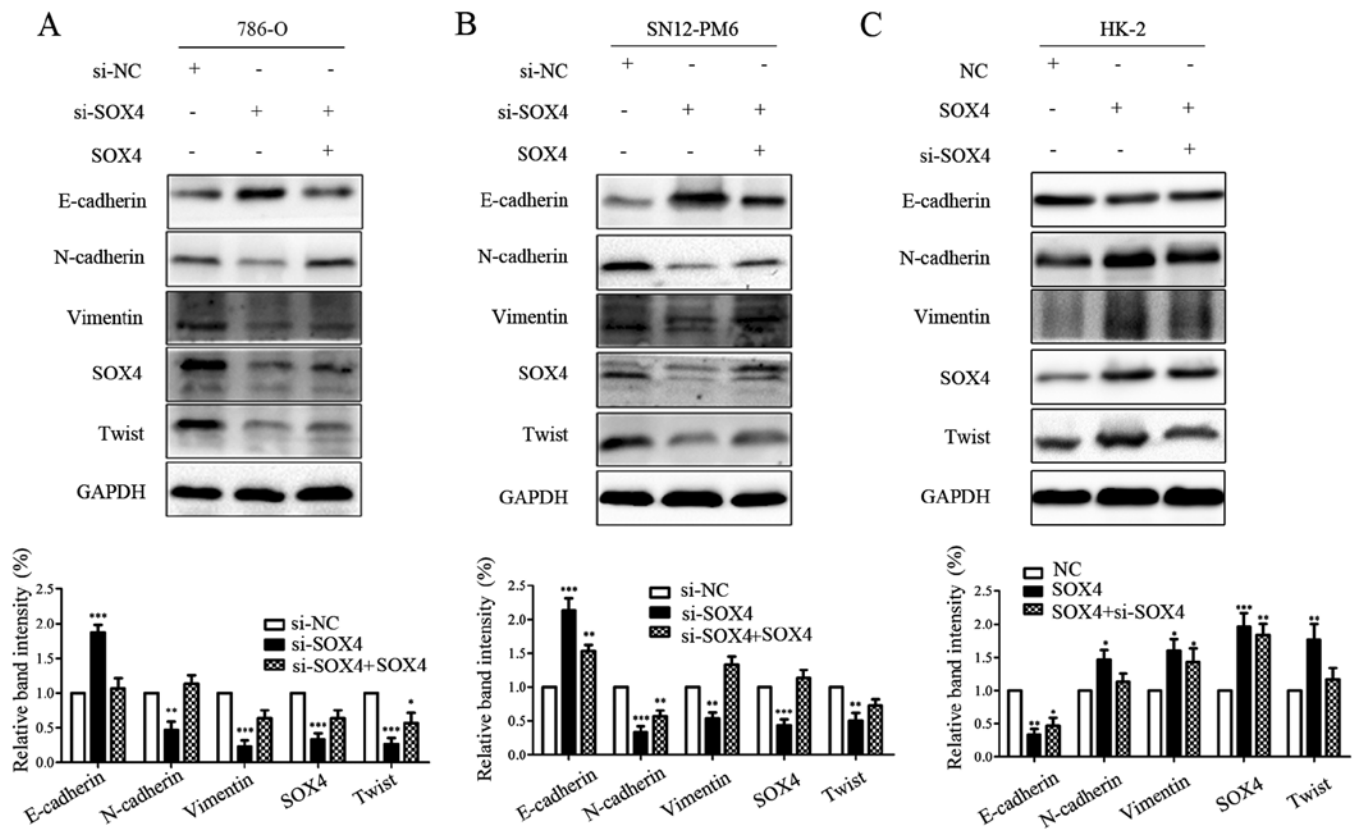 A
786-O
si-NC + - -
si-SOX4 - + +
SOX4 - - +
E-cadherin
N-cadherin
Vimentin
SOX4
Twist
GAPDH
Relative band intensity (%)
2.5
2.0
1.5
1.0
0.5
0.0
si-NC
si-SOX4
si-SOX4+SOX4
*** ** *** *** *** *
E-cadherin N-cadherin Vimentin SOX4 Twist
B
SN12-PM6
si-NC + - -
si-SOX4 - + +
SOX4 - - +
E-cadherin
N-cadherin
Vimentin
SOX4
Twist
GAPDH
Relative band intensity (%)
2.5
2.0
1.5
1.0
0.5
0.0
si-NC
si-SOX4
si-SOX4+SOX4
*** ** *** ** ** *** **
E-cadherin N-cadherin Vimentin SOX4 Twist
C
HK-2
NC + - -
SOX4 - + +
si-SOX4 - - +
E-cadherin
N-cadherin
Vimentin
SOX4
Twist
GAPDH
Relative band intensity (%)
2.5
2.0
1.5
1.0
0.5
0.0
NC
SOX4
SOX4+si-SOX4
** * * * * *** ** **
E-cadherin N-cadherin Vimentin SOX4 Twist